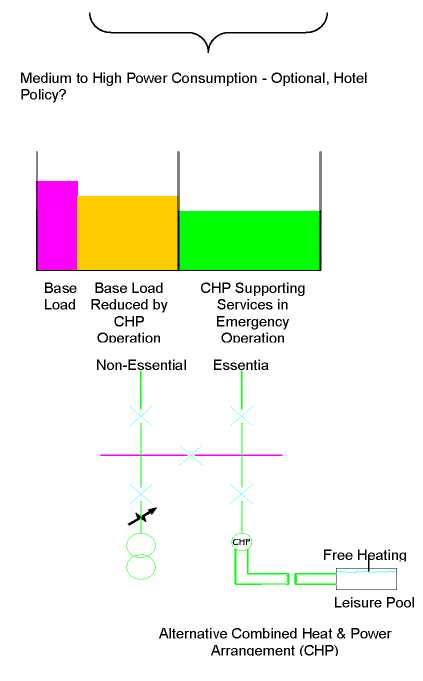 Medium to High Power Consumption - Optional, Hotel
Policy?
Base
Load
Base Load
Reduced by
CHP
Operation
CHP Supporting
Services in
Emergency
Operation
Non-Essential
Essentia
CHP
Free Heating
Leisure Pool
Alternative Combined Heat & Power
Arrangement (CHP)